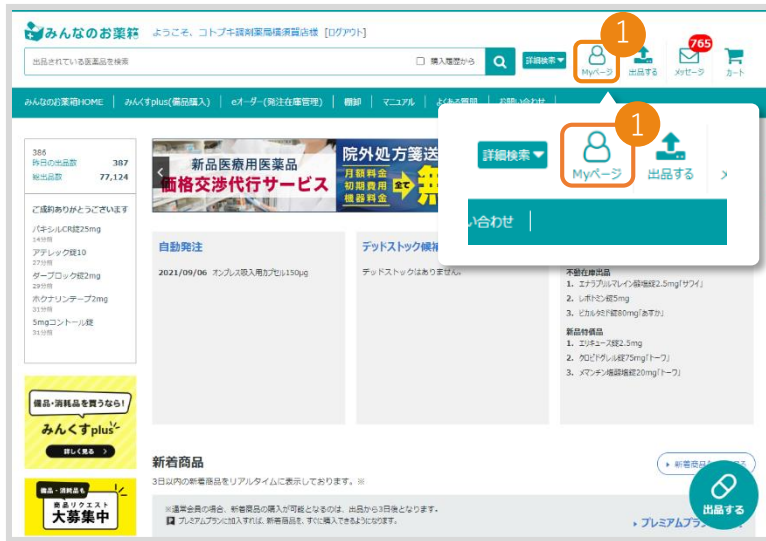 みんなのお薬箱
ようこそ、コトブキ調剤薬局横須賀店様 [ログアウト]
出品されている医薬品を検索
購入履歴から
詳細検索▼
1
Myページ
出品する
765
メッセージ
カート
みんなのお薬箱HOME
みんくすplus(備品購入)
eオーダー(発注在庫管理)
棚卸
マニュアル
よくある質問
お問い合わせ
1
詳細検索▼
Myページ
出品する
い合わせ
386
昨日の出品数 387
総出品数 77,124
ご成約ありがとうございます
パキシルCR錠25mg
14分前
アテレック錠10
27分前
ダーブロック錠2mg
29分前
ホクナリンテープ2mg
31分前
5mgコントール錠
31分前
新品医療用医薬品
価格交渉代行サービス
院外処方箋送
月額料金
初期費用
機器料金
全て
無
自動発注
2021/09/06 オンブレス吸入用カプセル150μg
デッドストック候補
デッドストックはありません。
不動在庫出品
1. エナラプリルマレイン酸塩錠2.5mg「サワイ」
2. レボトミン錠5mg
3. ビカルタミド錠80mg「あすか」
新品特価品
1. エリキュース錠2.5mg
2. クロピドグレル錠75mg「トーワ」
3. メマンチン塩酸塩錠20mg「トーワ」
備品・消耗品を買うなら!
みんくすplus
詳しく見る
備品・消耗品も
商品リクエスト
大募集中
新着商品
3日以内の新着商品をリアルタイムに表示しております。※
新着商品
る
※通常会員の場合、新着商品の購入が可能となるのは、出品から3日後となります。
プレミアムプランに加入すれば、新着商品を、すぐに購入できるようになります。
プレミアムプラ
出品する